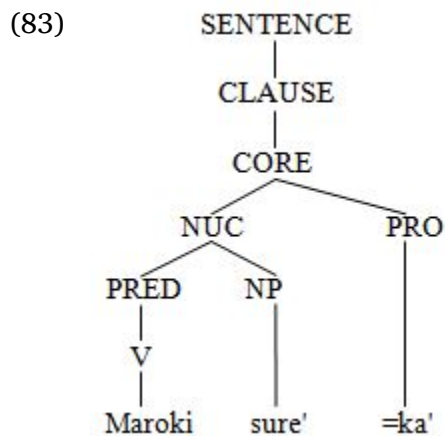 (83) SENTENCE
CLAUSE
CORE
NUC PRO
PRED NP
V
Maroki sure' =ka'